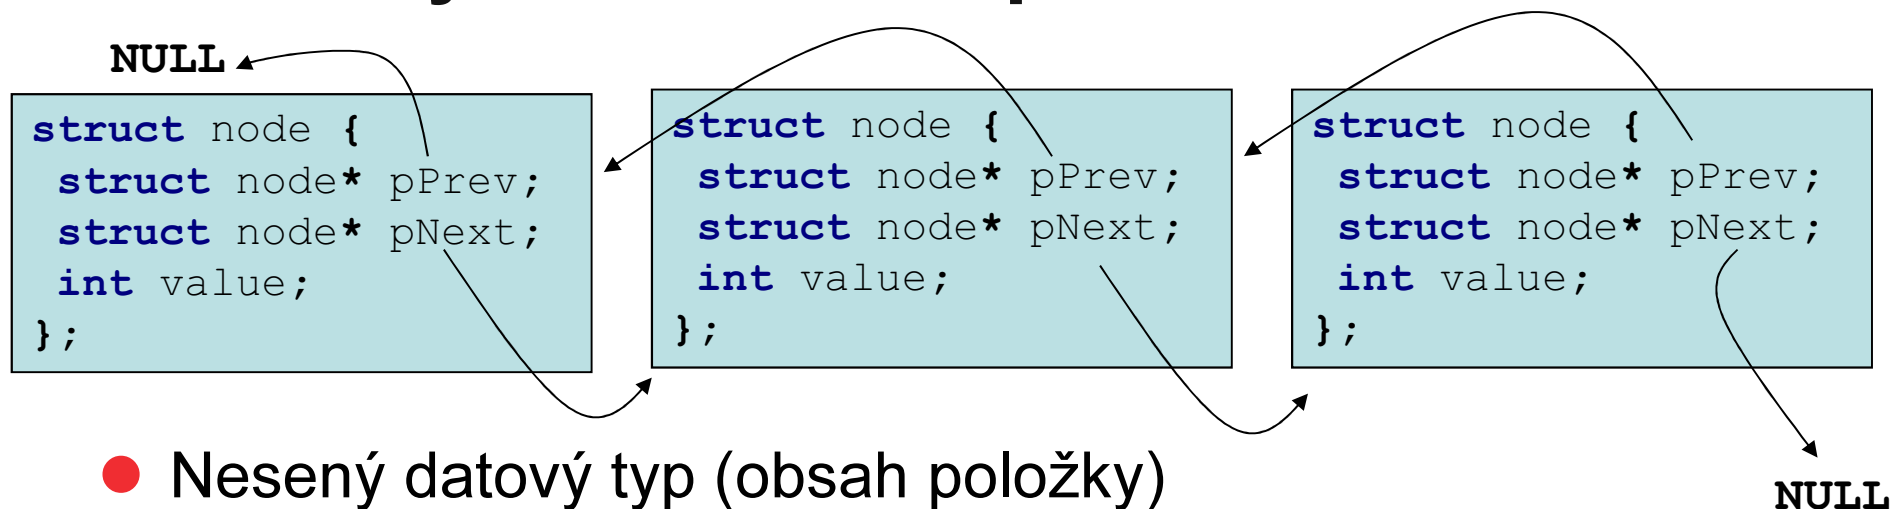 NULL
struct node {
struct node* pPrev;
struct node* pNext;
int value;
};
struct node {
struct node* pPrev;
struct node* pNext;
int value;
};
struct node {
struct node* pPrev;
struct node* pNext;
int value;
};
Nesený datový typ (obsah položky)
NULL